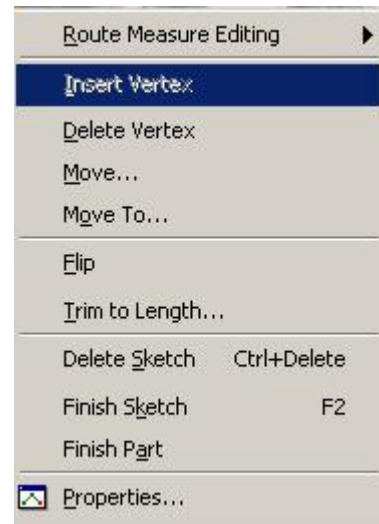 Route Measure Editing
Insert Vertex
Delete Vertex
Move...
Move To...
Flip
Trim to Length...
Delete Sketch Ctrl+Delete
Finish Sketch F2
Finish Part
Properties...